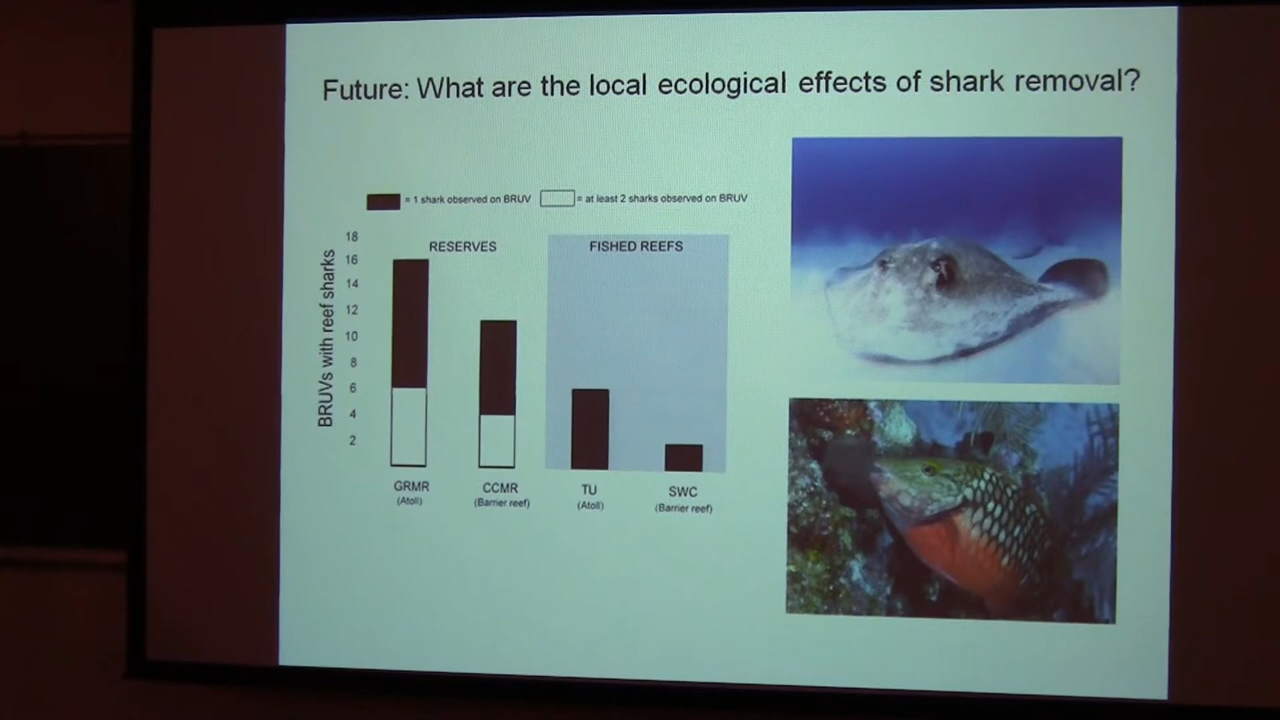 Future: What are the local ecological effects of shark removal?
= 1 shark observed on BRUV
= at least 2 sharks observed on BRUV
RESERVES
FISHED REEFS
BRUVs with reef sharks
18
16
14
12
10
8
6
4
2
GRMR
(Atoll)
CCMR
(Barrier reef)
TU
(Atoll)
SWC
(Barrier reef)